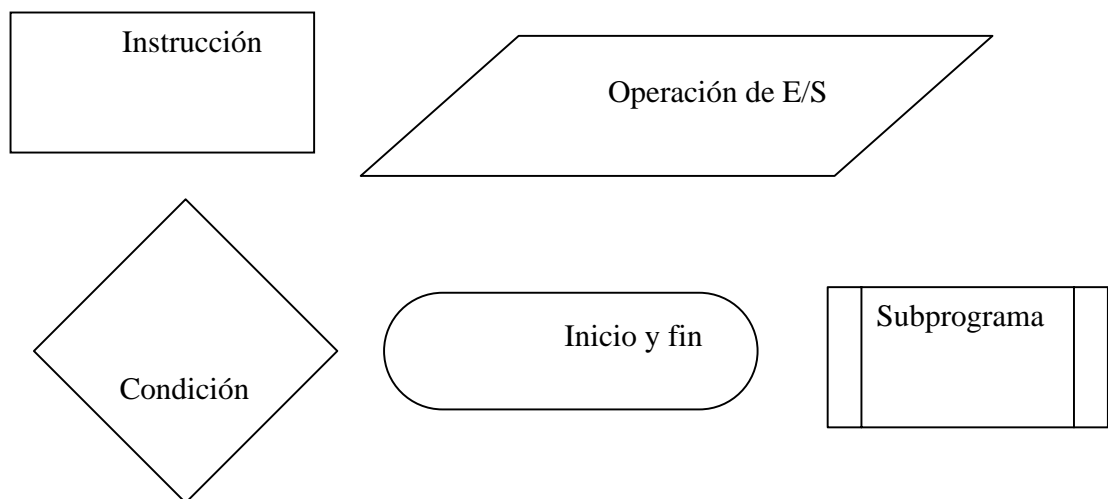 Instrucción
Operación de E/S
Condición
Inicio y fin
Subprograma